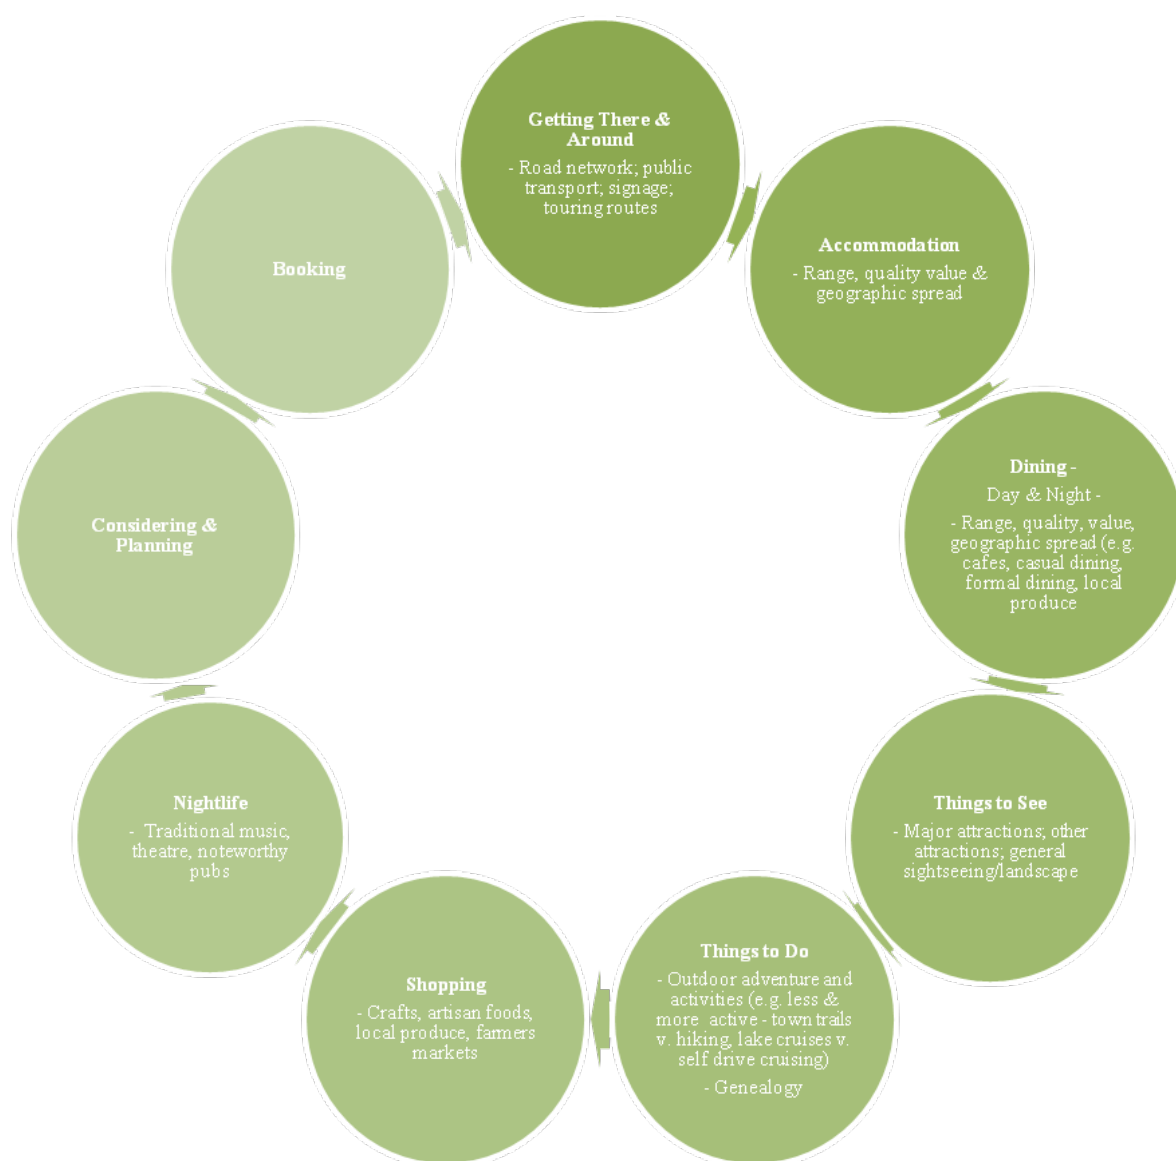 Getting There &
Around
- Road network; public
transport; signage;
touring routes
Accommodation
- Range, quality value &
geographic spread
Dining -
Day & Night -
- Range, quality, value,
geographic spread (e.g.
cafes, casual dining,
formal dining, local
produce
Things to See
- Major attractions; other
attractions; general
sightseeing/landscape
Things to Do
- Outdoor adventure and
activities (e.g. less &
more active - town trails
v. hiking, lake cruises v.
self drive cruising)
- Genealogy
Shopping
- Crafts, artisan foods,
local produce, farmers
markets
Nightlife
- Traditional music,
theatre, noteworthy
pubs
Considering &
Planning
Booking